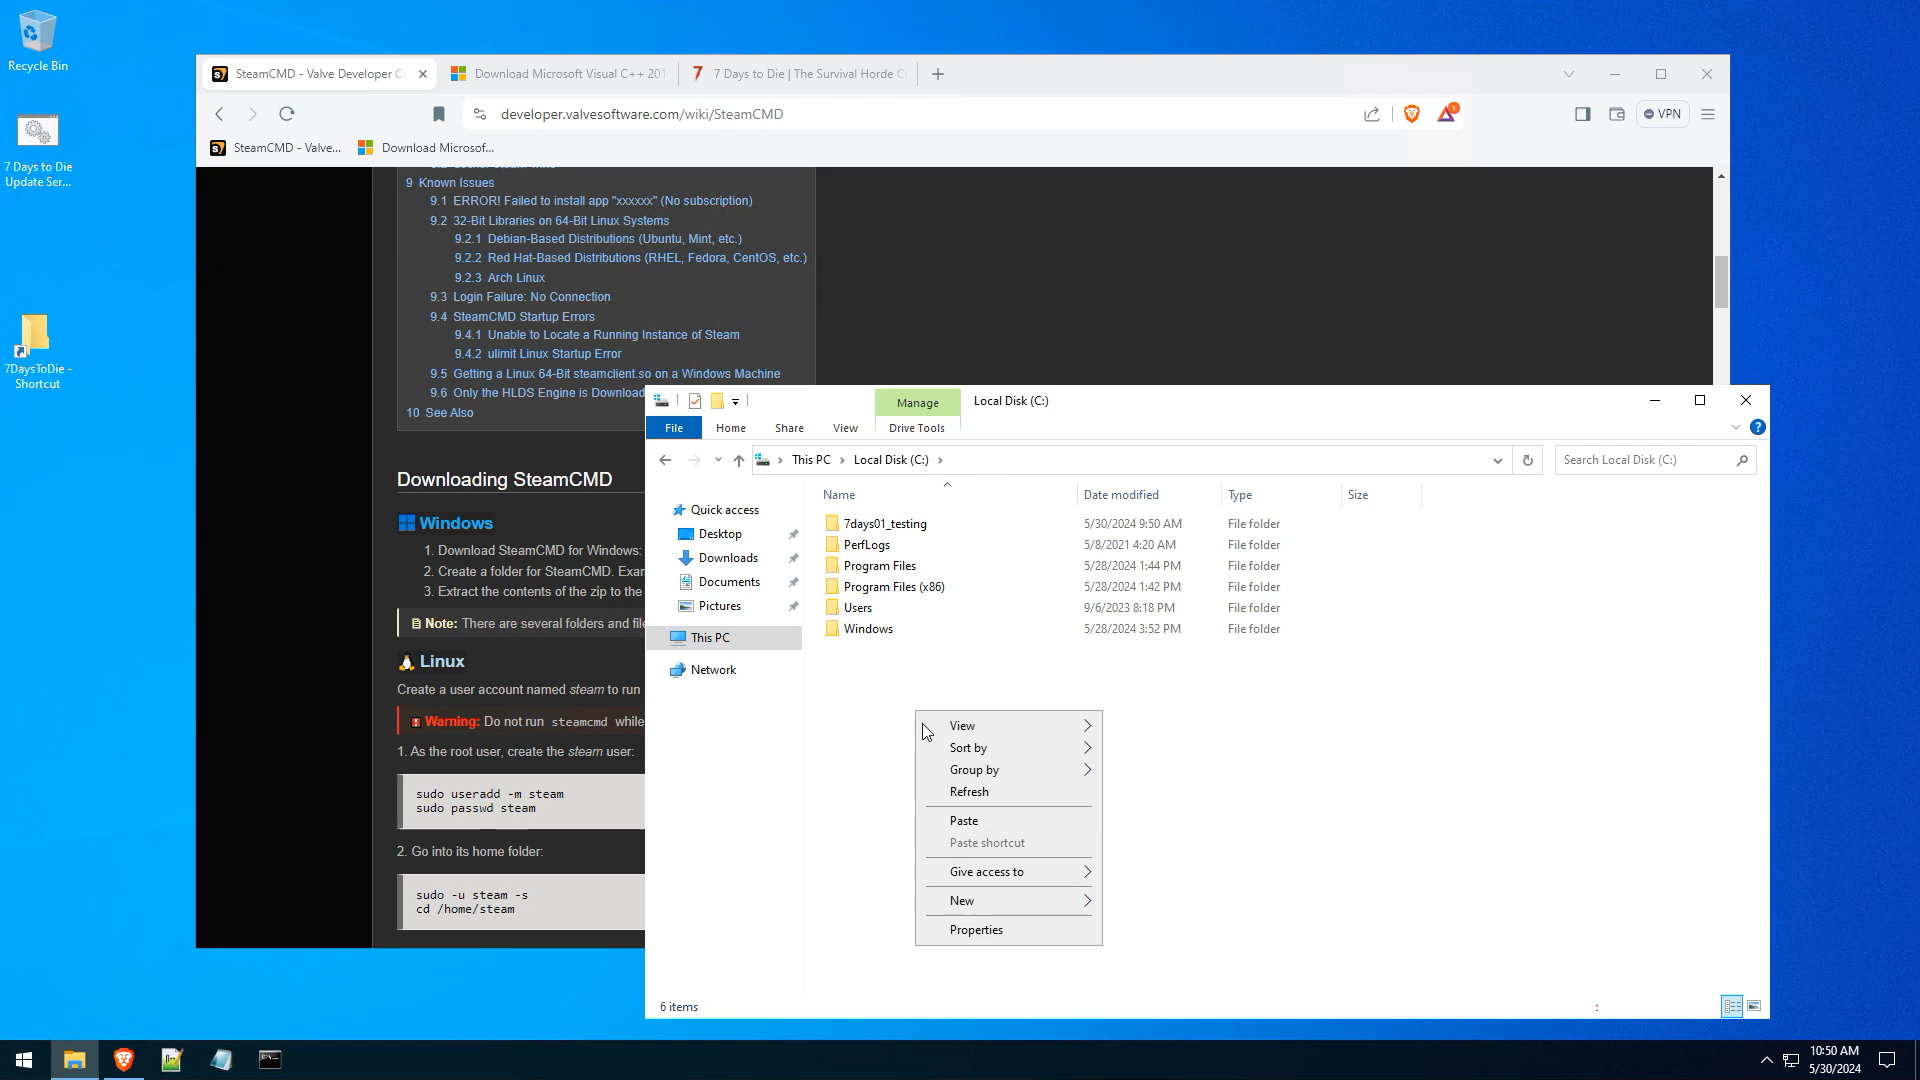 Recycle Bin
7 Days to Die
Update Ser...
7DaysToDie -
Shortcut
SteamCMD - Valve Developer Co
Download Microsoft Visual C++ 201
7 Days to Die | The Survival Horde C
developer.valvesoftware.com/wiki/SteamCMD
1
VPN
SteamCMD - Valve...
Download Microsof...
9 Known Issues
9.1 ERROR! Failed to install app "xxxxxx" (No subscription)
9.2 32-Bit Libraries on 64-Bit Linux Systems
9.2.1 Debian-Based Distributions (Ubuntu, Mint, etc.)
9.2.2 Red Hat-Based Distributions (RHEL, Fedora, CentOS, etc.)
9.2.3 Arch Linux
9.3 Login Failure: No Connection
9.4 SteamCMD Startup Errors
9.4.1 Unable to Locate a Running Instance of Steam
9.4.2 ulimit Linux Startup Error
9.5 Getting a Linux 64-Bit steamclient.so on a Windows Machine
9.6 Only the HLDS Engine is Download
10 See Also
Downloading SteamCMD
Windows
1. Download SteamCMD for Windows:
2. Create a folder for SteamCMD. Exam
3. Extract the contents of the zip to the
Note: There are several folders and file
Linux
Create a user account named steam to run
Warning: Do not run steamcmd while
1. As the root user, create the steam user:
sudo useradd -m steam
sudo passwd steam
2. Go into its home folder:
sudo -u steam -s
cd /home/steam
Manage
Local Disk (C:)
File
Home
Share
View
Drive Tools
This PC
Local Disk (C:)
Search Local Disk (C:)
Quick access
Desktop
Downloads
Documents
Pictures
This PC
Network
Name Date modified Type Size
7days01_testing 5/30/2024 9:50 AM File folder
PerfLogs 5/8/2021 4:20 AM File folder
Program Files 5/28/2024 1:44 PM File folder
Program Files (x86) 5/28/2024 1:42 PM File folder
Users 9/6/2023 8:18 PM File folder
Windows 5/28/2024 3:52 PM File folder
View
Sort by
Group by
Refresh
Paste
Paste shortcut
Give access to
New
Properties
6 items
10:50 AM
5/30/2024